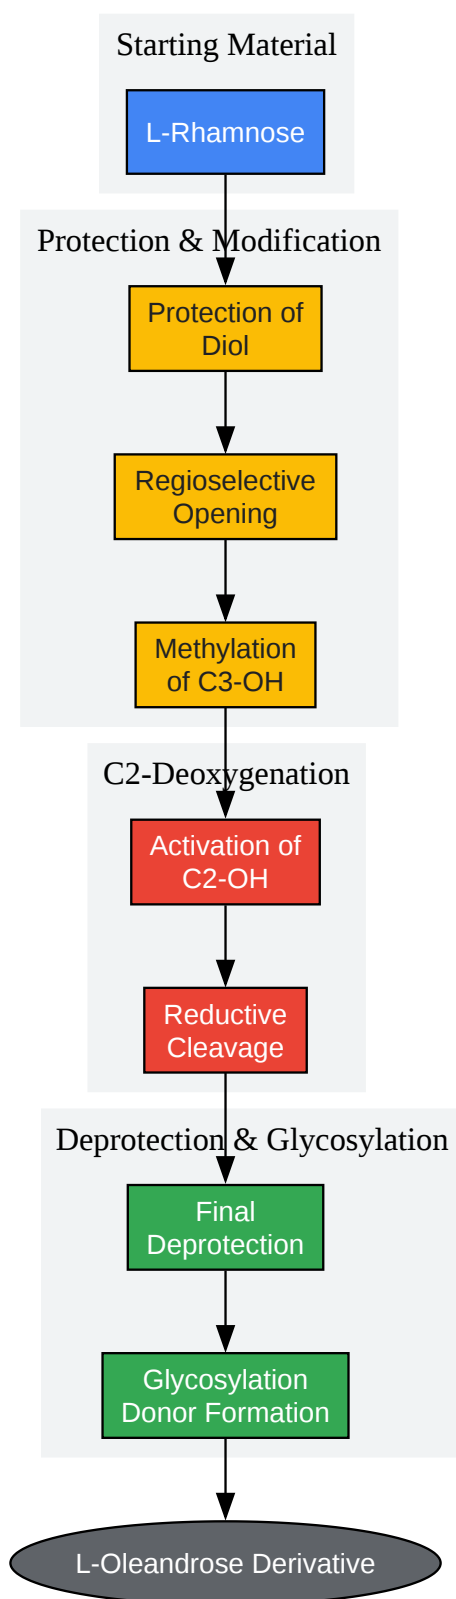 Starting Material
L-Rhamnose
Protection & Modification
Protection of
Diol
Regioselective
Opening
Methylation
of C3-OH
C2-Deoxygenation
Activation of
C2-OH
Reductive
Cleavage
Deprotection & Glycosylation
Final
Deprotection
Glycosylation
Donor Formation
L-Oleandrose Derivative